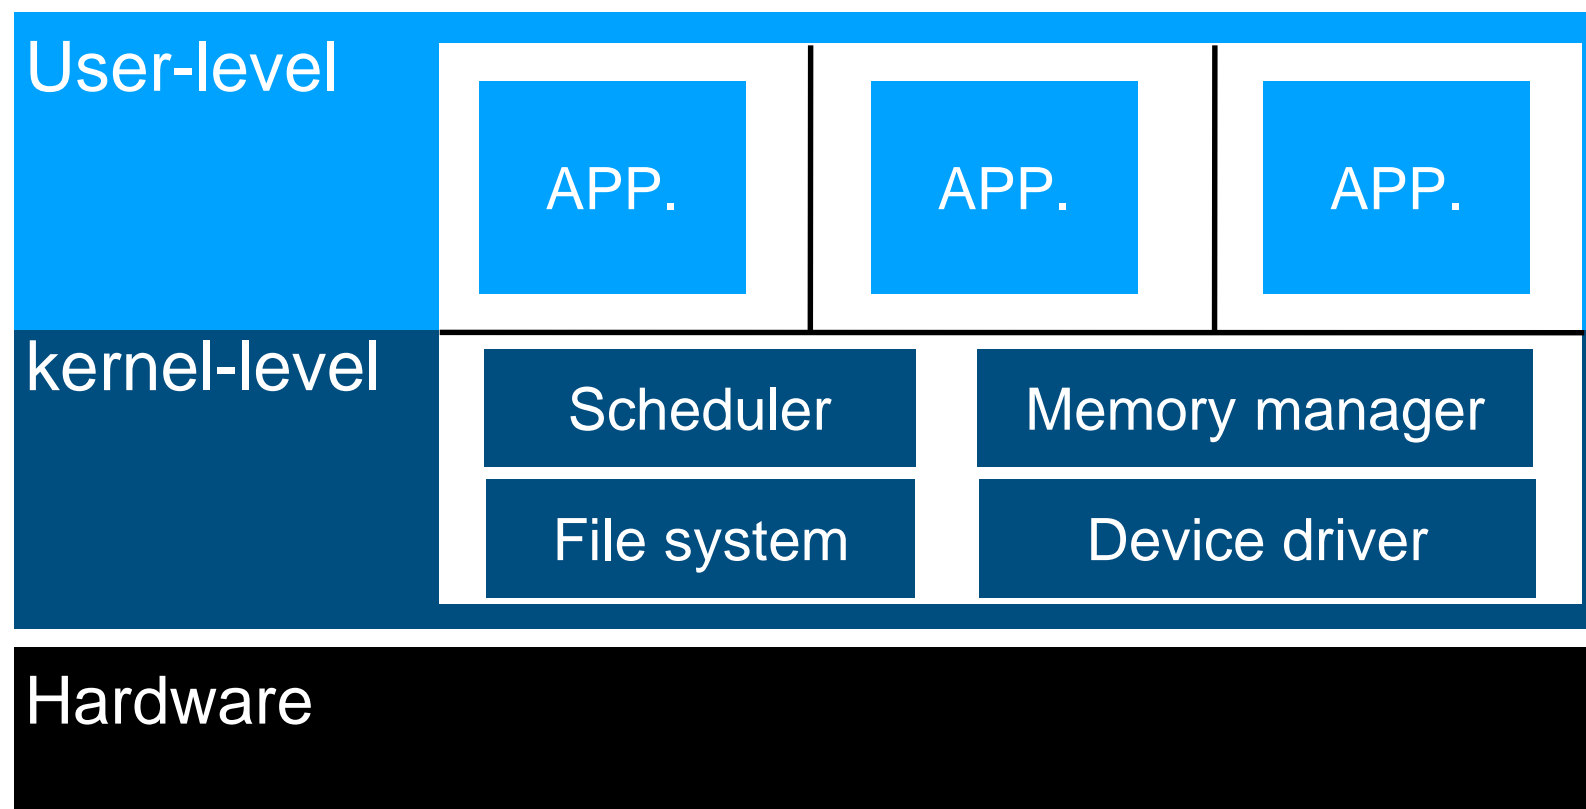 User-level
APP.
APP.
APP.
kernel-level
Scheduler
Memory manager
File system
Device driver
Hardware